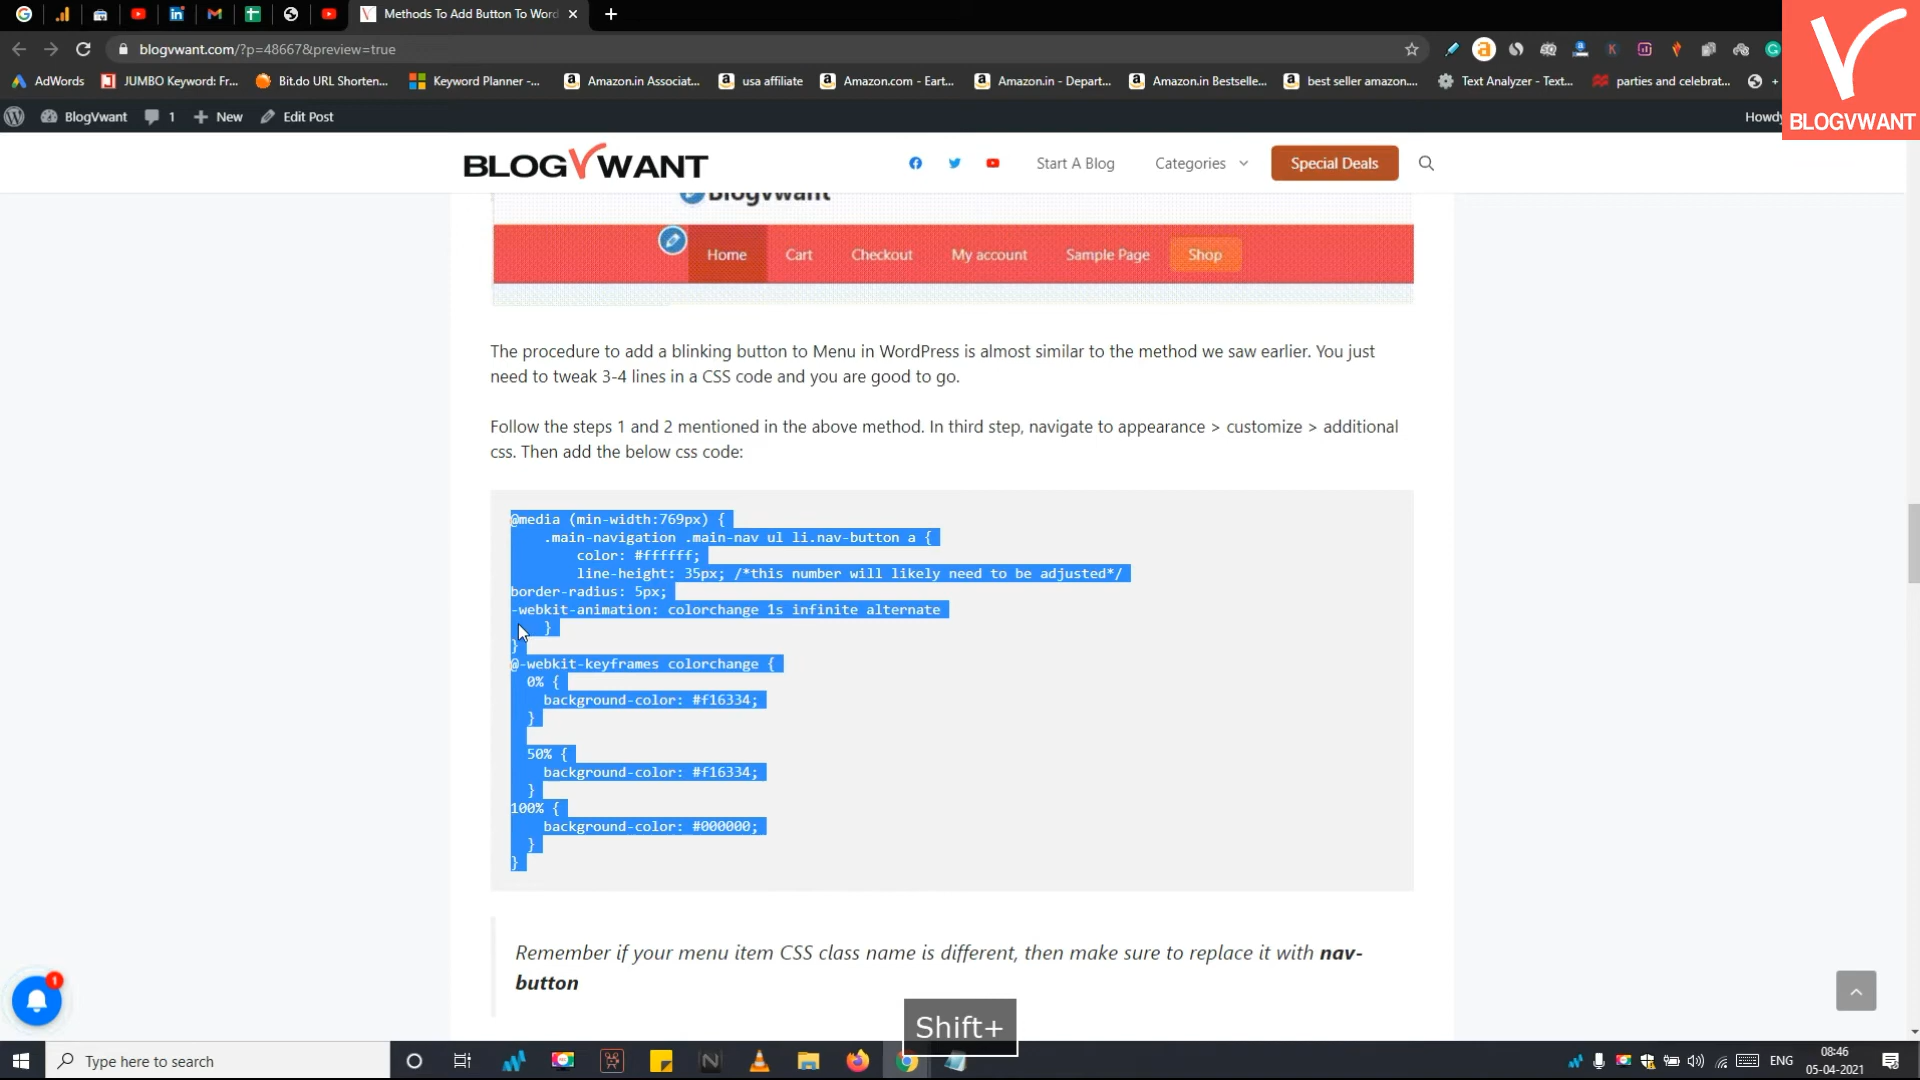 Methods To Add Button To Word
blogvwant.com/?p=48667&preview=true
AdWords
JUMBO Keyword: Fr...
Bit.do URL Shorten...
Keyword Planner -...
Amazon.in Associat...
usa affiliate
Amazon.com - Eart...
Amazon.in - Depart...
Amazon.in Bestselle...
best seller amazon....
Text Analyzer - Text...
parties and celebrat...
BLOGVWANT
BlogVwant
1
New
Edit Post
Howdy
BLOGVWANT
Start A Blog
Categories
Special Deals
Blogvwant
Home
Cart
Checkout
My account
Sample Page
Shop
The procedure to add a blinking button to Menu in WordPress is almost similar to the method we saw earlier. You just
need to tweak 3-4 lines in a CSS code and you are good to go.
Follow the steps 1 and 2 mentioned in the above method. In third step, navigate to appearance > customize > additional
css. Then add the below css code:
@media (min-width:769px) {
.main-navigation .main-nav ul li.nav-button a {
color: #ffffff;
line-height: 35px; /*this number will likely need to be adjusted*/
border-radius: 5px;
-webkit-animation: colorchange 1s infinite alternate
}
}
@-webkit-keyframes colorchange {
0% {
background-color: #f16334;
}
50% {
background-color: #f16334;
}
100% {
background-color: #000000;
}
}
Remember if your menu item CSS class name is different, then make sure to replace it with nav-
button
1
Shift+
Type here to search
ENG
08:46
05-04-2021